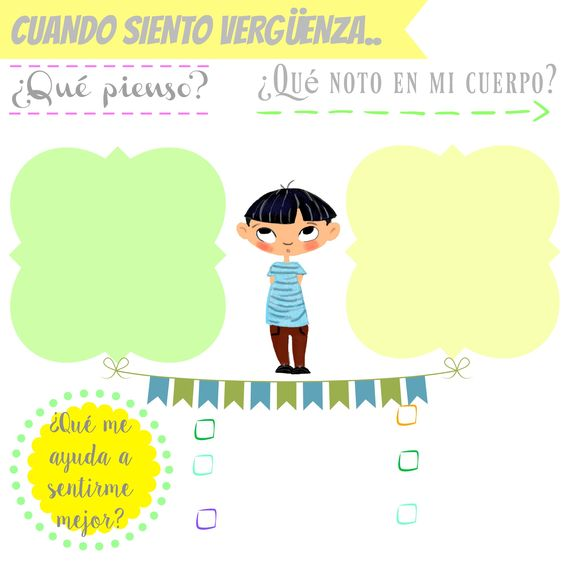 CUANDO SIENTO VERGÜENZA..
¿Qué pienso?
¿Qué NOTO EN MI CUERPO?
¿Qué me
ayuda a
sentirme
mejor?